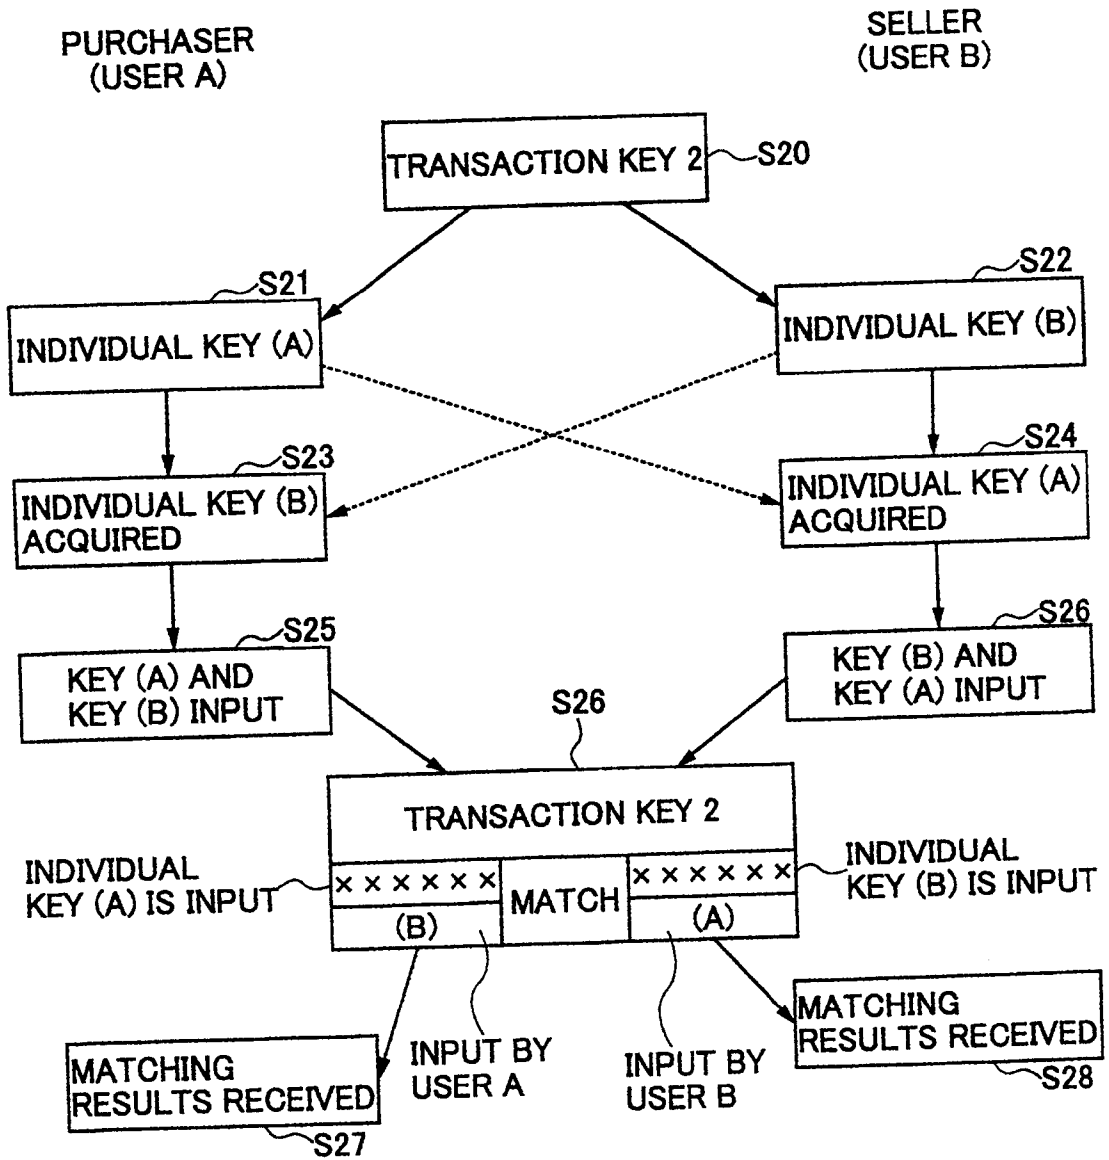 PURCHASER
(USER A)
SELLER
(USER B)
TRANSACTION KEY 2
S20
S21
INDIVIDUAL KEY (A)
S22
INDIVIDUAL KEY (B)
S23
INDIVIDUAL KEY (B)
ACQUIRED
S24
INDIVIDUAL KEY (A)
ACQUIRED
S25
KEY (A) AND
KEY (B) INPUT
S26
KEY (B) AND
KEY (A) INPUT
S26
TRANSACTION KEY 2
INDIVIDUAL
KEY (A) IS INPUT
× × × × × ×
(B)
MATCH
× × × × × ×
(A)
INDIVIDUAL
KEY (B) IS INPUT
INPUT BY
USER A
INPUT BY
USER B
MATCHING
RESULTS RECEIVED
S27
MATCHING
RESULTS RECEIVED
S28